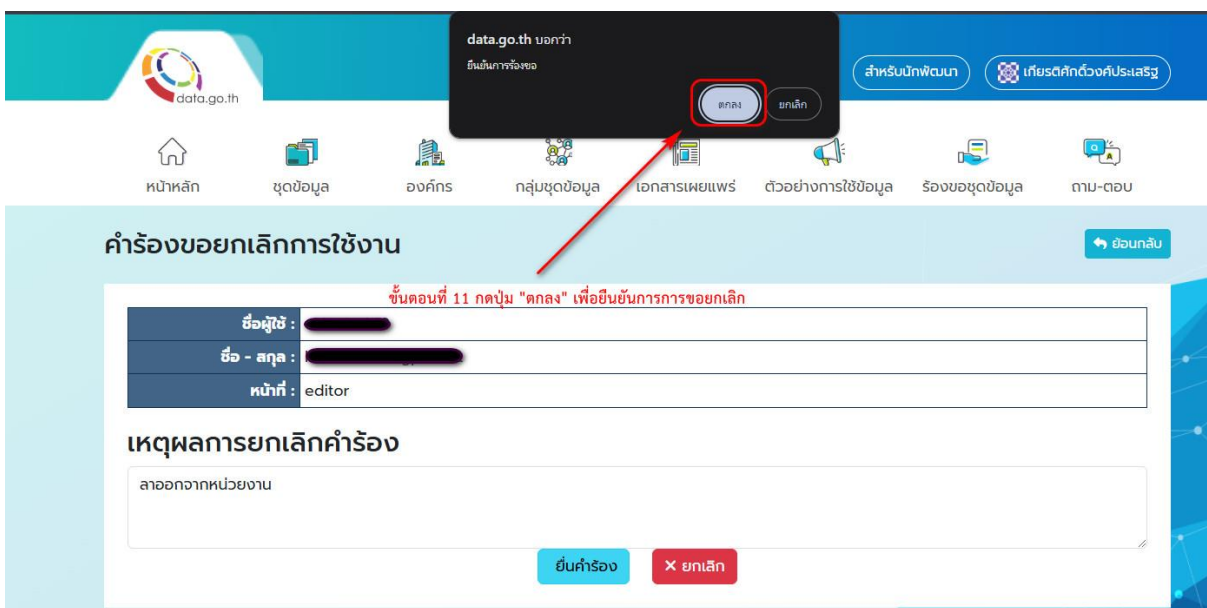 data.go.th บอกว่า
ยืนยันการร้องขอ
ตกลง
ยกเลิก
data.go.th
สำหรับนักพัฒนา
เกียรติศักดิ์วงศ์ประเสริฐ
หน้าหลัก
ชุดข้อมูล
องค์กร
กลุ่มชุดข้อมูล
เอกสารเผยแพร่
ตัวอย่างการใช้ข้อมูล
ร้องขอชุดข้อมูล
ถาม-ตอบ
คำร้องขอยกเลิกการใช้งาน
ย้อนกลับ
ขั้นตอนที่ 11 กดปุ่ม "ตกลง" เพื่อยืนยันการการขอยกเลิก
ชื่อผู้ใช้ :
ชื่อ - สกุล :
หน้าที่ : editor
เหตุผลการยกเลิกคำร้อง
ลาออกจากหน่วยงาน
ยื่นคำร้อง
X ยกเลิก